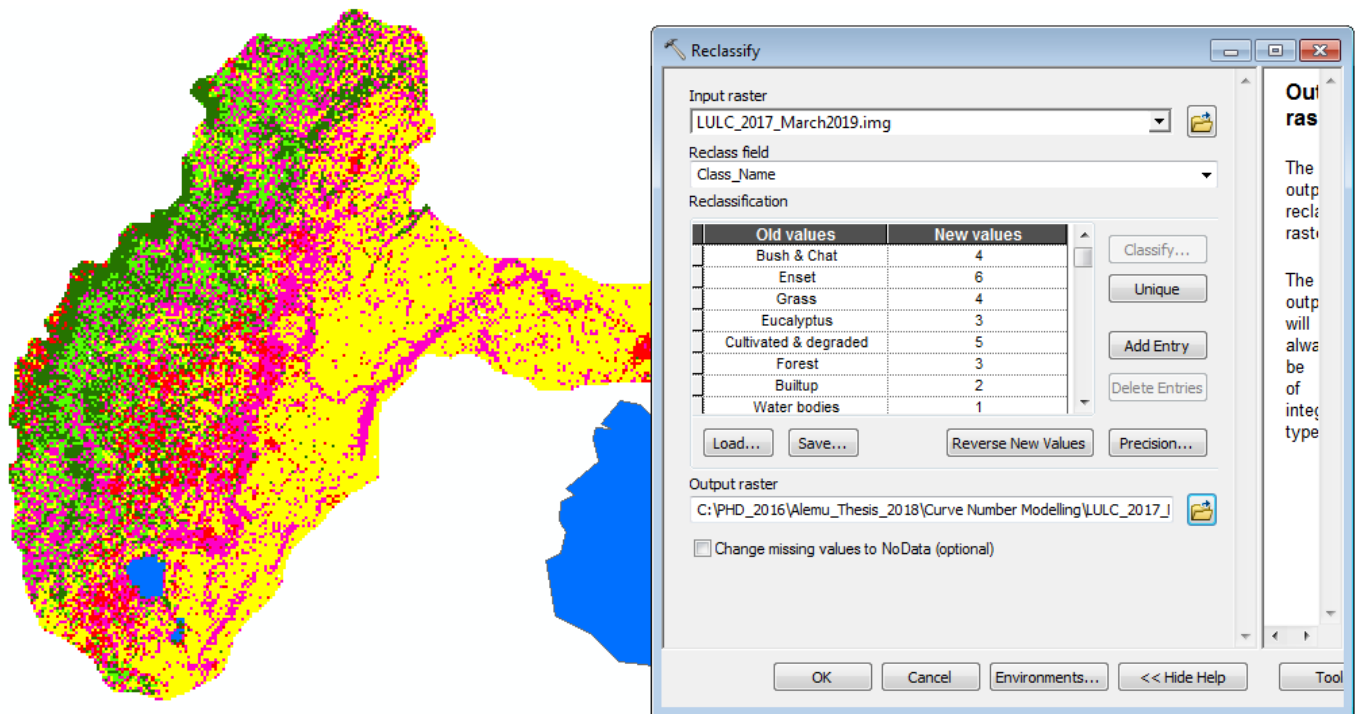 Reclassify
Input raster
LULC_2017_March2019.img
Reclass field
Class_Name
Reclassification
Old values New values
Bush & Chat 4
Enset 6
Grass 4
Eucalyptus 3
Cultivated & degraded 5
Forest 3
Builtup 2
Water bodies 1
Classify...
Unique
Add Entry
Delete Entries
Load... Save... Reverse New Values Precision...
Output raster
C:\PHD_2016\Alemu_Thesis_2018\Curve Number Modelling\LULC_2017_
Change missing values to NoData (optional)
OK Cancel Environments... << Hide Help Tool
Out
ras
The
outp
recla
raste
The
outp
will
alwa
be
of
integ
type